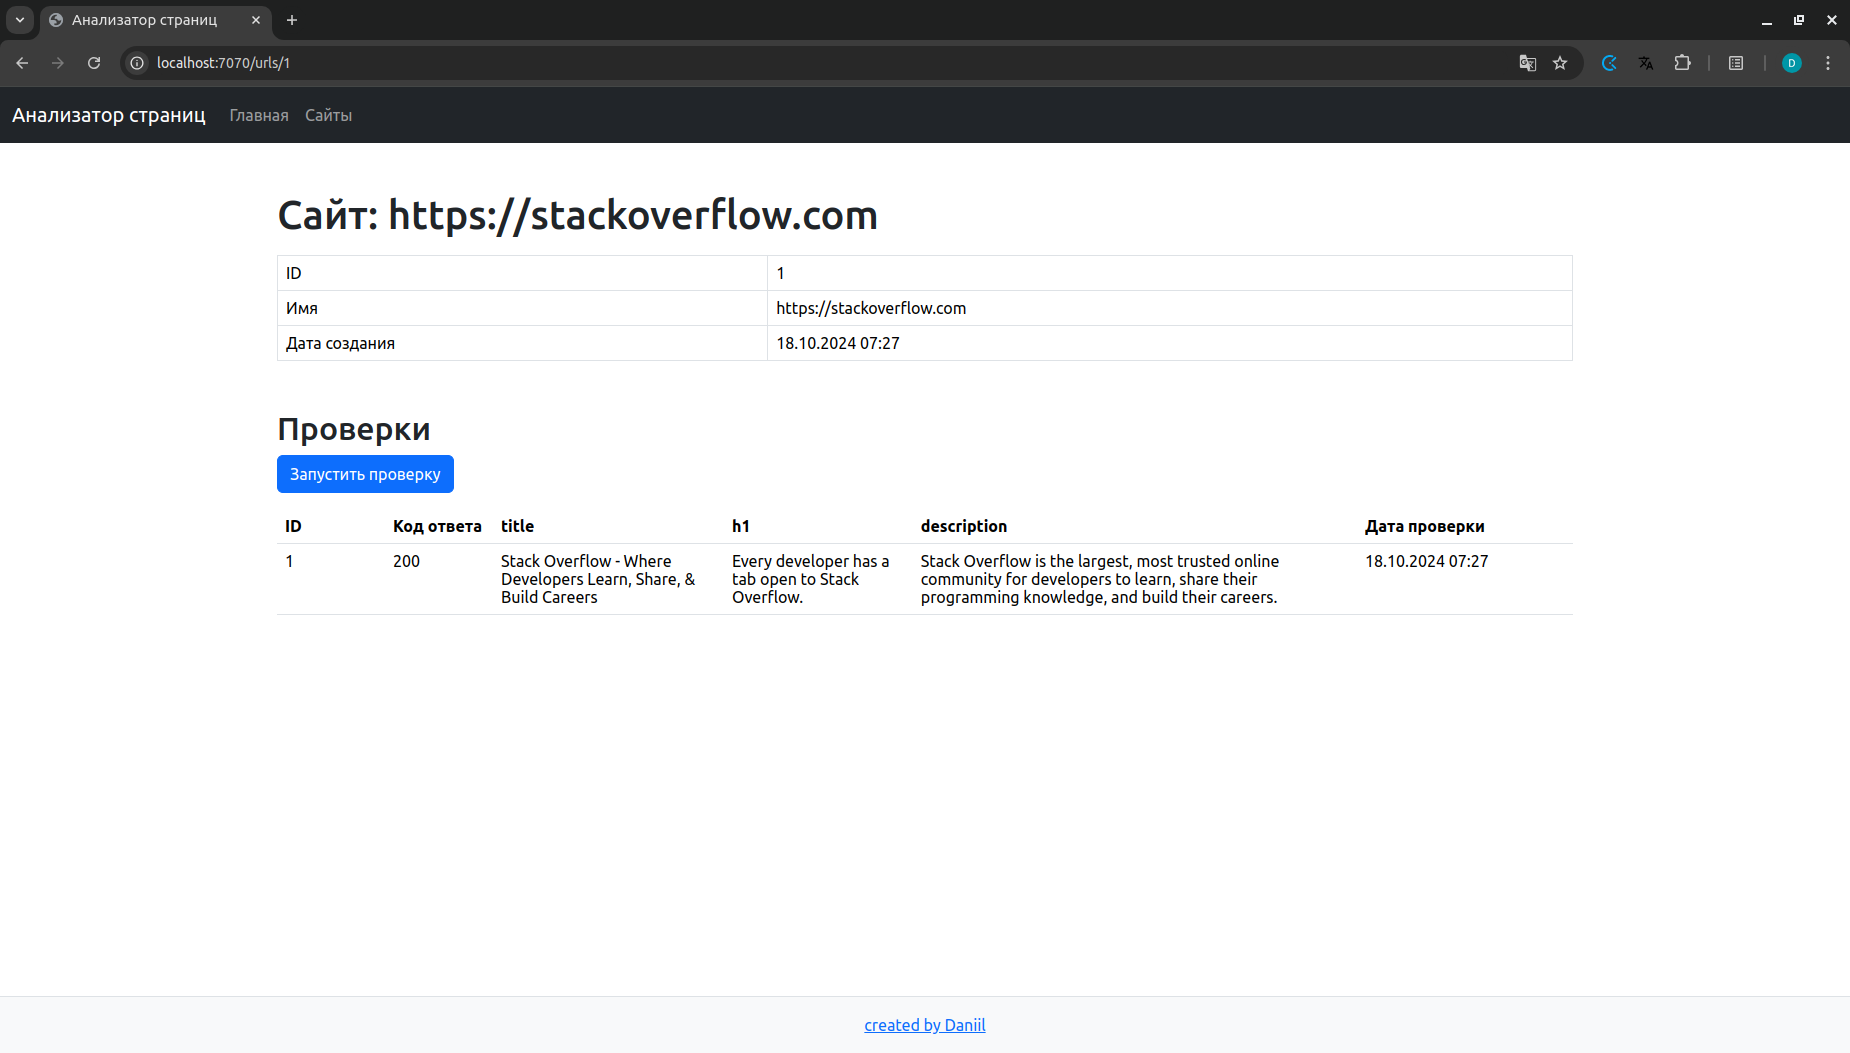 Анализатор страниц
localhost:7070/urls/1
D
Анализатор страниц Главная Сайты
Сайт: https://stackoverflow.com
ID 1
Имя https://stackoverflow.com
Дата создания 18.10.2024 07:27
Проверки
Запустить проверку
ID Код ответа title h1 description Дата проверки
1 200 Stack Overflow - Where Every developer has a Stack Overflow is the largest, most trusted online 18.10.2024 07:27
Developers Learn, Share, & tab open to Stack community for developers to learn, share their
Build Careers Overflow. programming knowledge, and build their careers.
created by Daniil